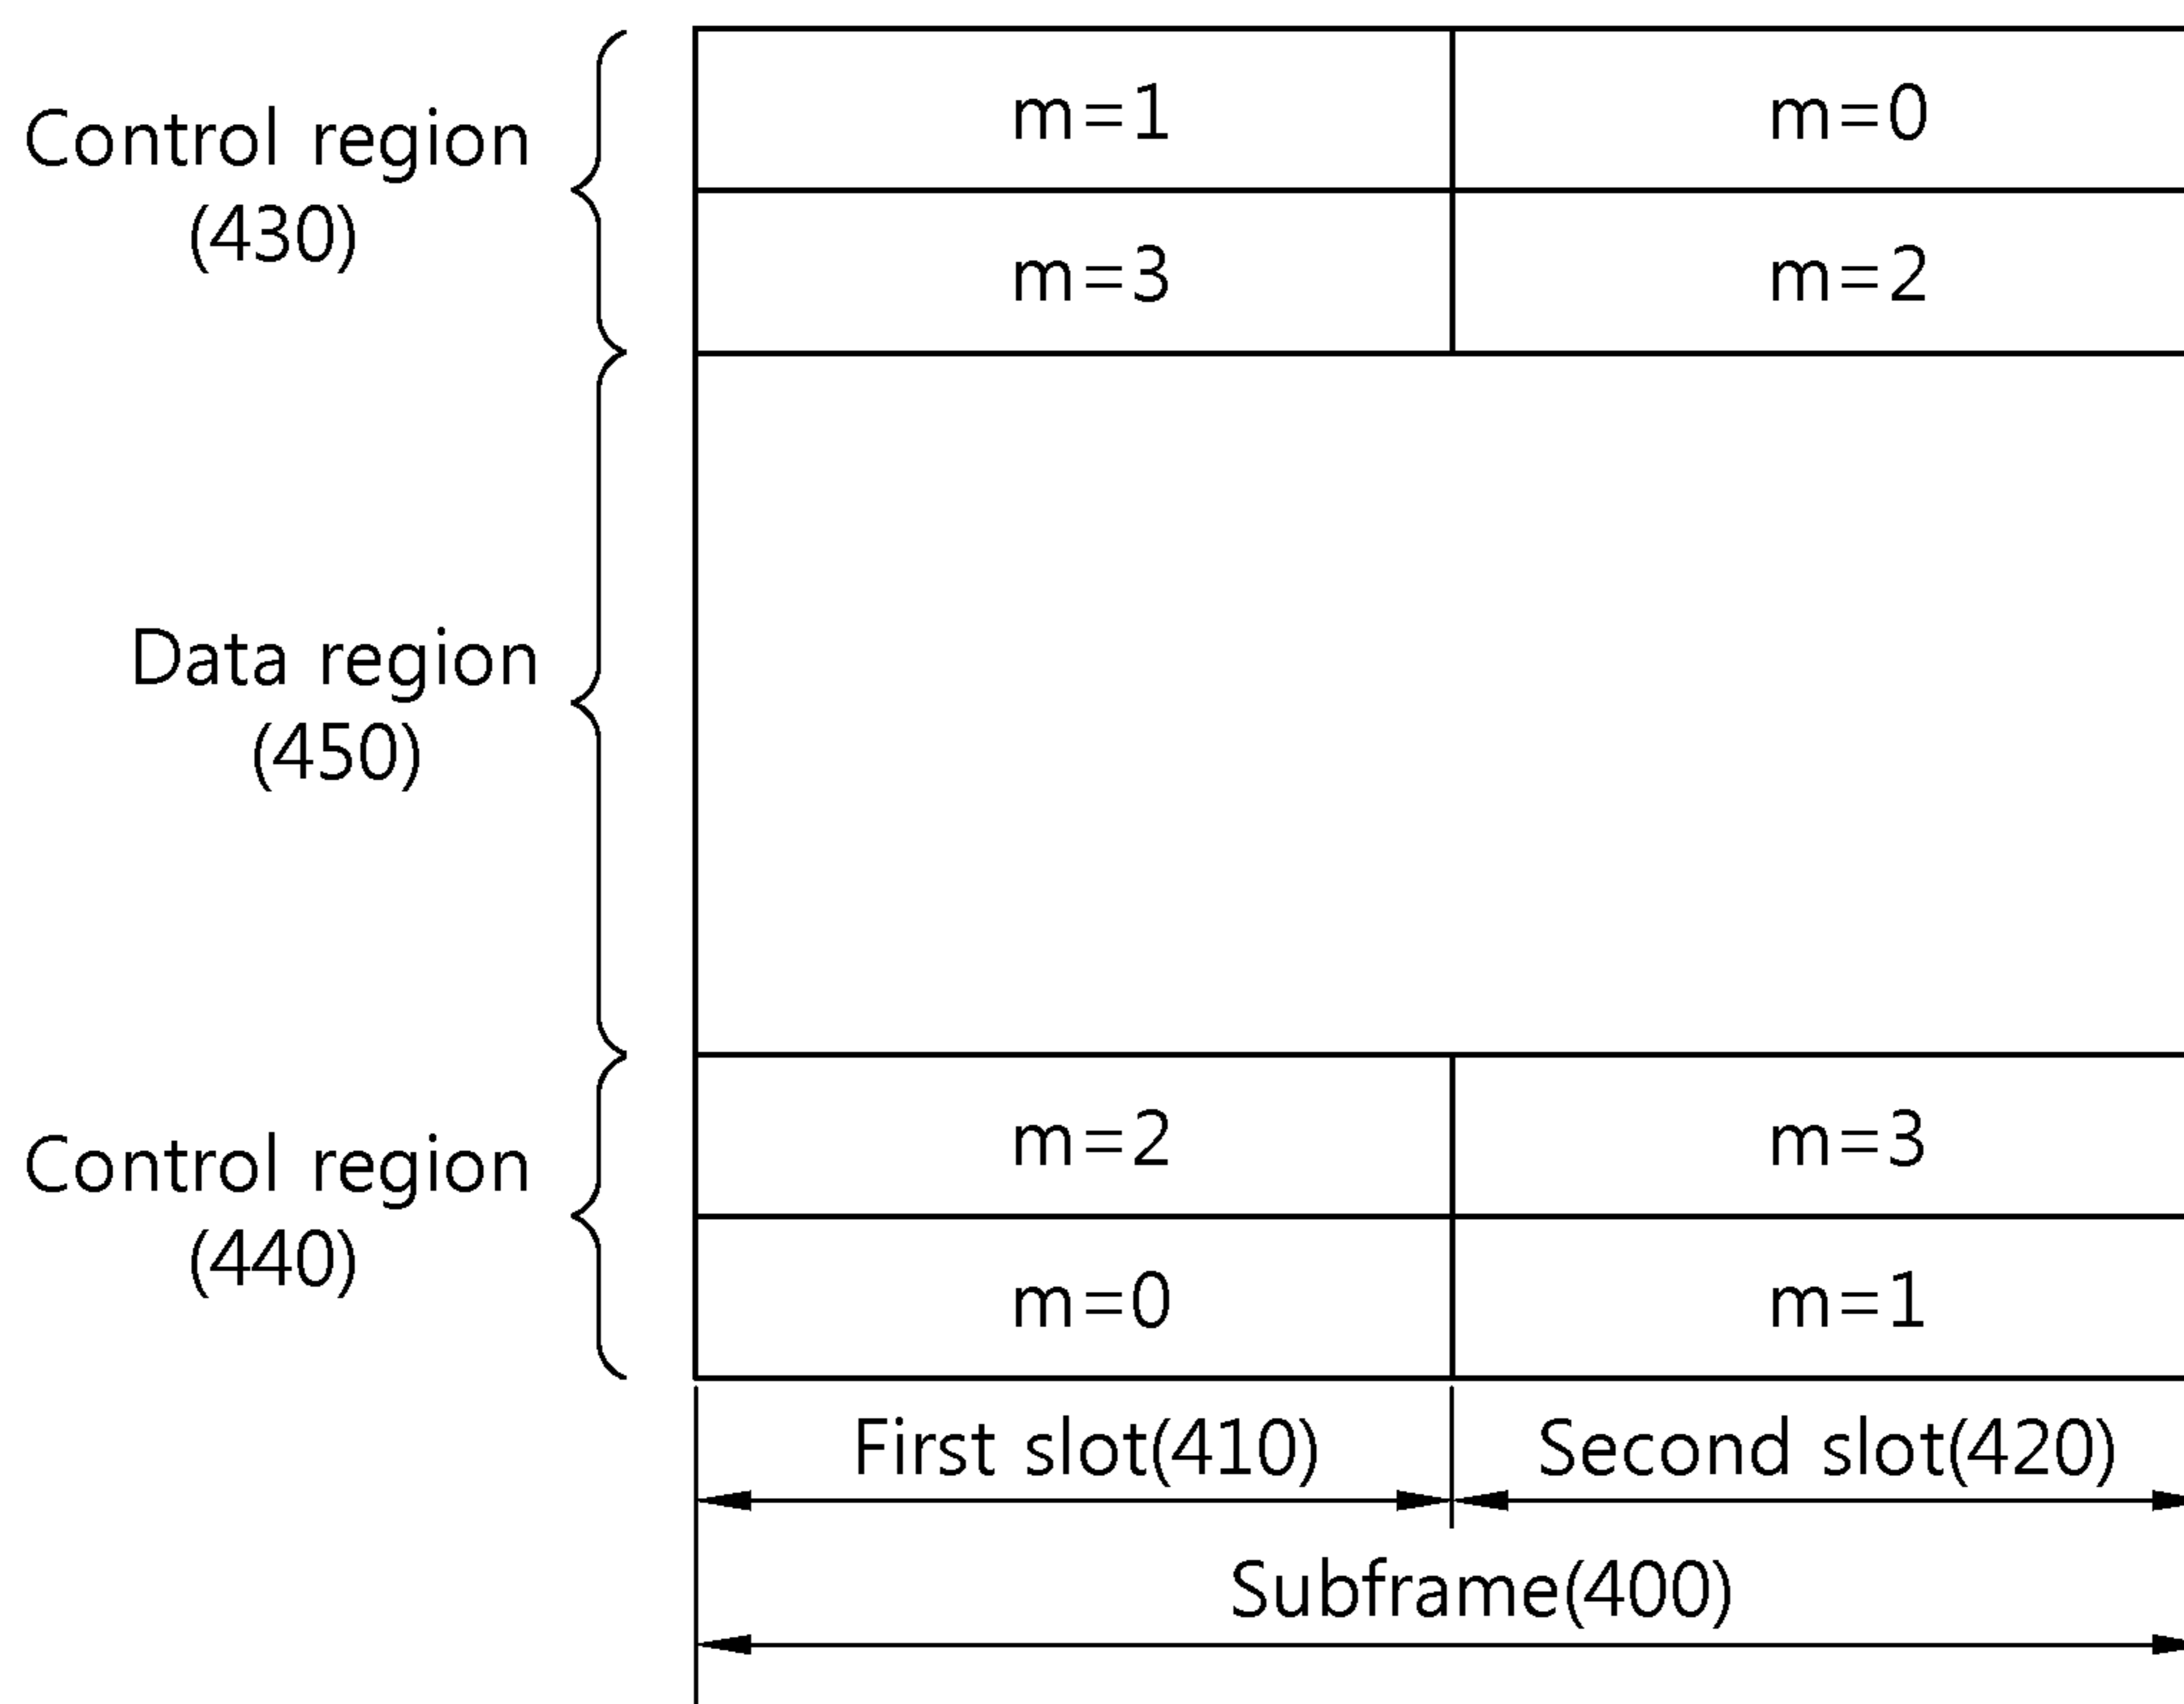 Control region
(430)
m=1 m=0
m=3 m=2
Data region
(450)
Control region
(440)
m=2 m=3
m=0 m=1
First slot(410) Second slot(420)
Subframe(400)